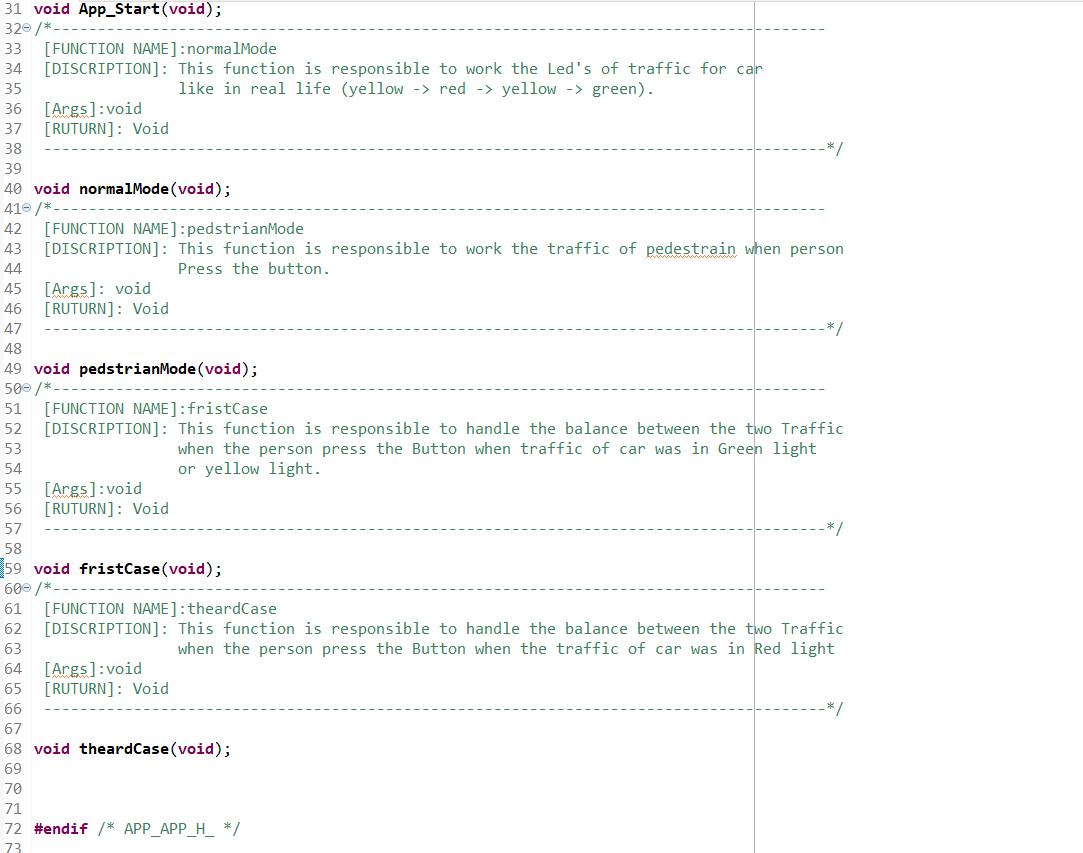 31 void App_Start(void);
32 /*--------------------------------------------------------------------------------------
33 [FUNCTION NAME]:normalMode
34 [DISCRIPTION]: This function is responsible to work the Led's of traffic for car
35 like in real life (yellow -> red -> yellow -> green).
36 [Args]:void
37 [RUTURN]: Void
38 ---------------------------------------------------------------------------------------*/
39
40 void normalMode(void);
41 /*--------------------------------------------------------------------------------------
42 [FUNCTION NAME]:pedstrianMode
43 [DISCRIPTION]: This function is responsible to work the traffic of pedestrain when person
44 Press the button.
45 [Args]: void
46 [RUTURN]: Void
47 ---------------------------------------------------------------------------------------*/
48
49 void pedstrianMode(void);
50 /*--------------------------------------------------------------------------------------
51 [FUNCTION NAME]:fristCase
52 [DISCRIPTION]: This function is responsible to handle the balance between the two Traffic
53 when the person press the Button when traffic of car was in Green light
54 or yellow light.
55 [Args]:void
56 [RUTURN]: Void
57 ---------------------------------------------------------------------------------------*/
58
59 void fristCase(void);
60 /*--------------------------------------------------------------------------------------
61 [FUNCTION NAME]:theardCase
62 [DISCRIPTION]: This function is responsible to handle the balance between the two Traffic
63 when the person press the Button when the traffic of car was in Red light
64 [Args]:void
65 [RUTURN]: Void
66 ---------------------------------------------------------------------------------------*/
67
68 void theardCase(void);
69
70
71
72 #endif /* APP_APP_H_ */
73